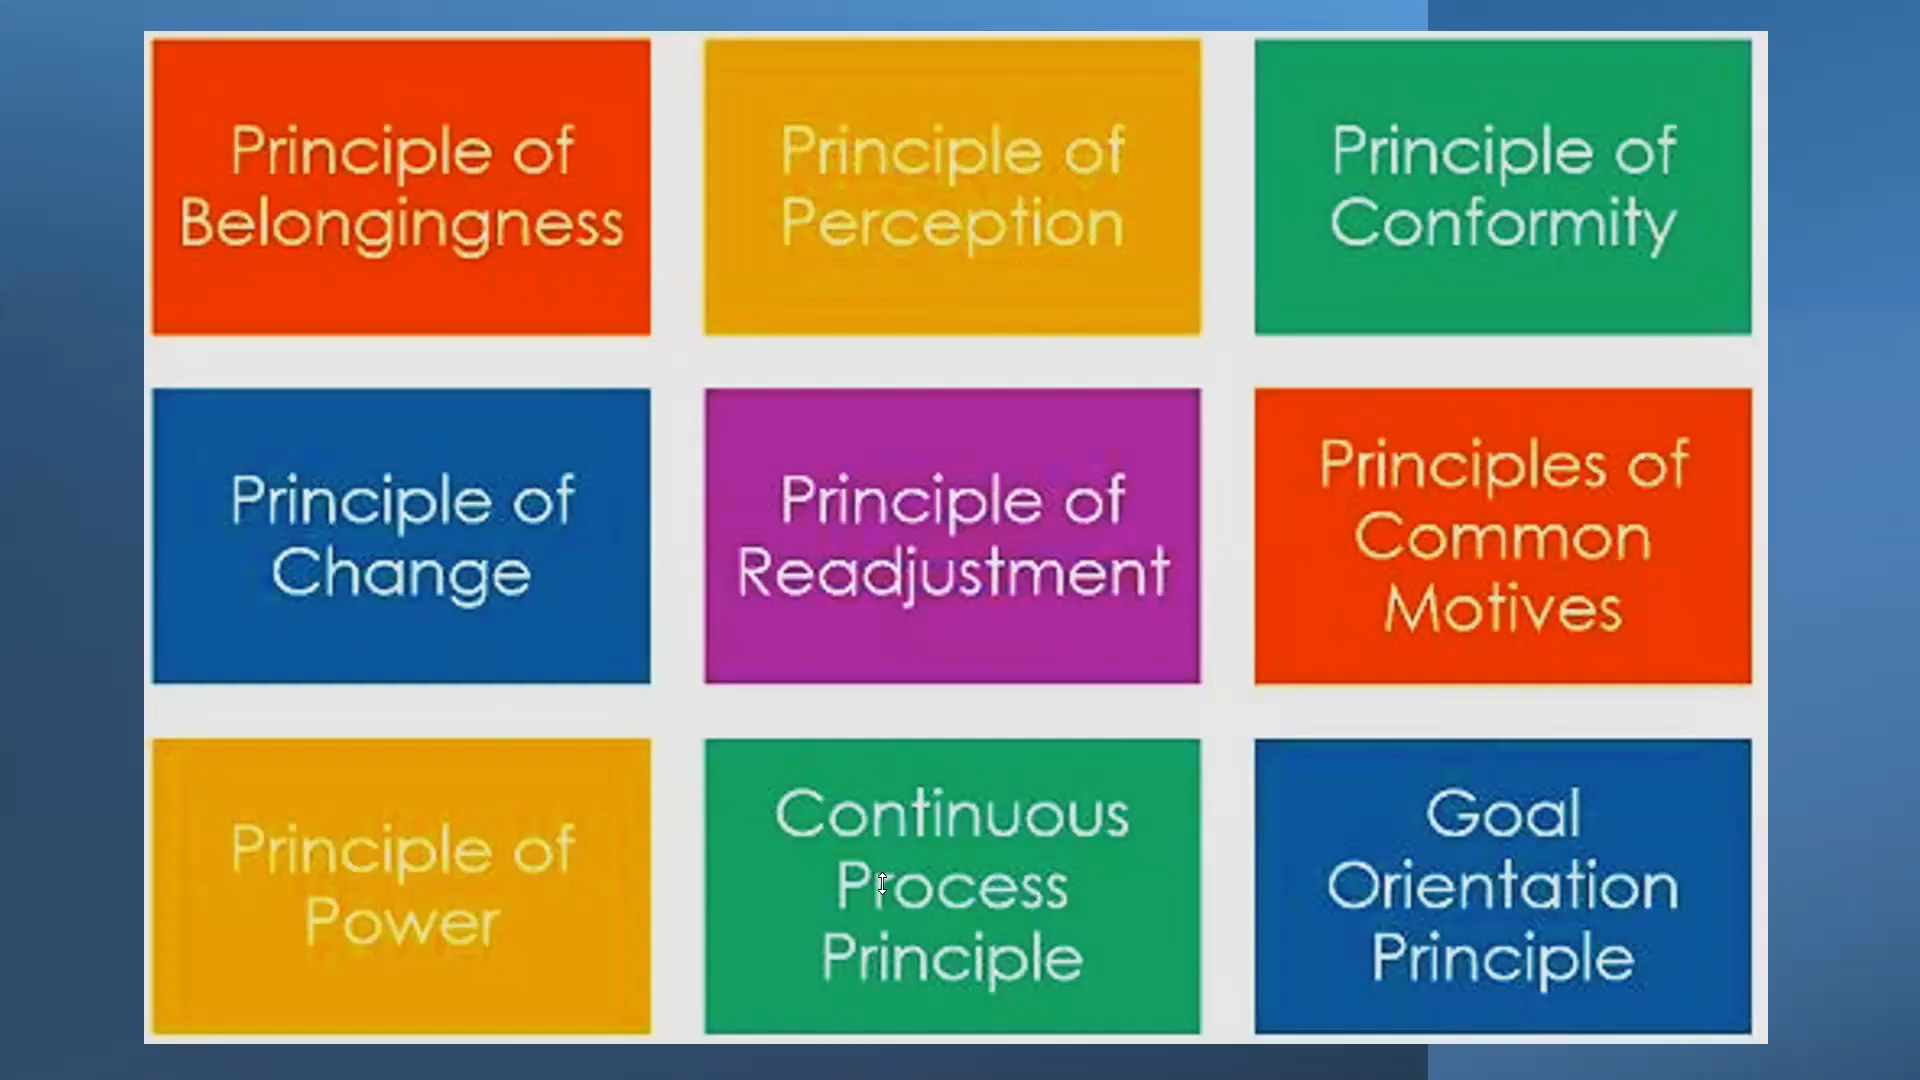 Principle of
Belongingness
Principle of
Perception
Principle of
Conformity
Principle of
Change
Principle of
Readjustment
Principles of
Common
Motives
Principle of
Power
Continuous
Process
Principle
Goal
Orientation
Principle